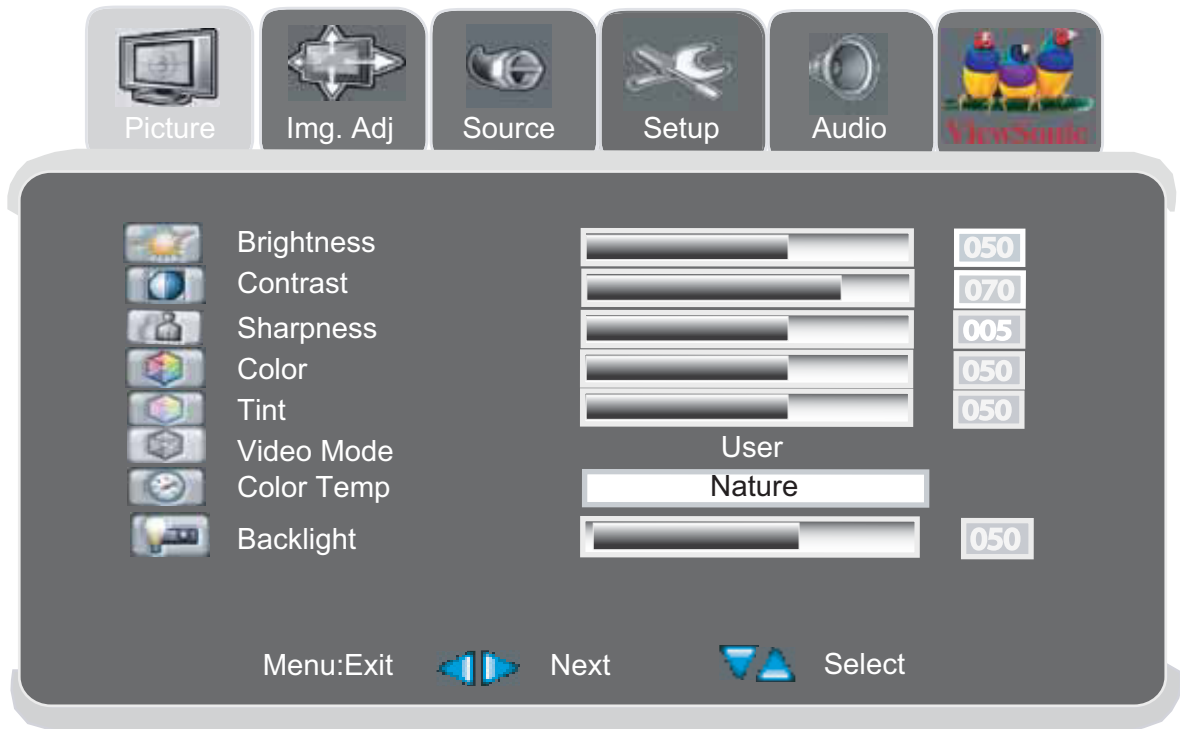 Picture Img. Adj Source Setup Audio ViewSonic
Brightness 050
Contrast 070
Sharpness 005
Color 050
Tint 050
Video Mode User
Color Temp Nature
Backlight 050
Menu:Exit Next Select